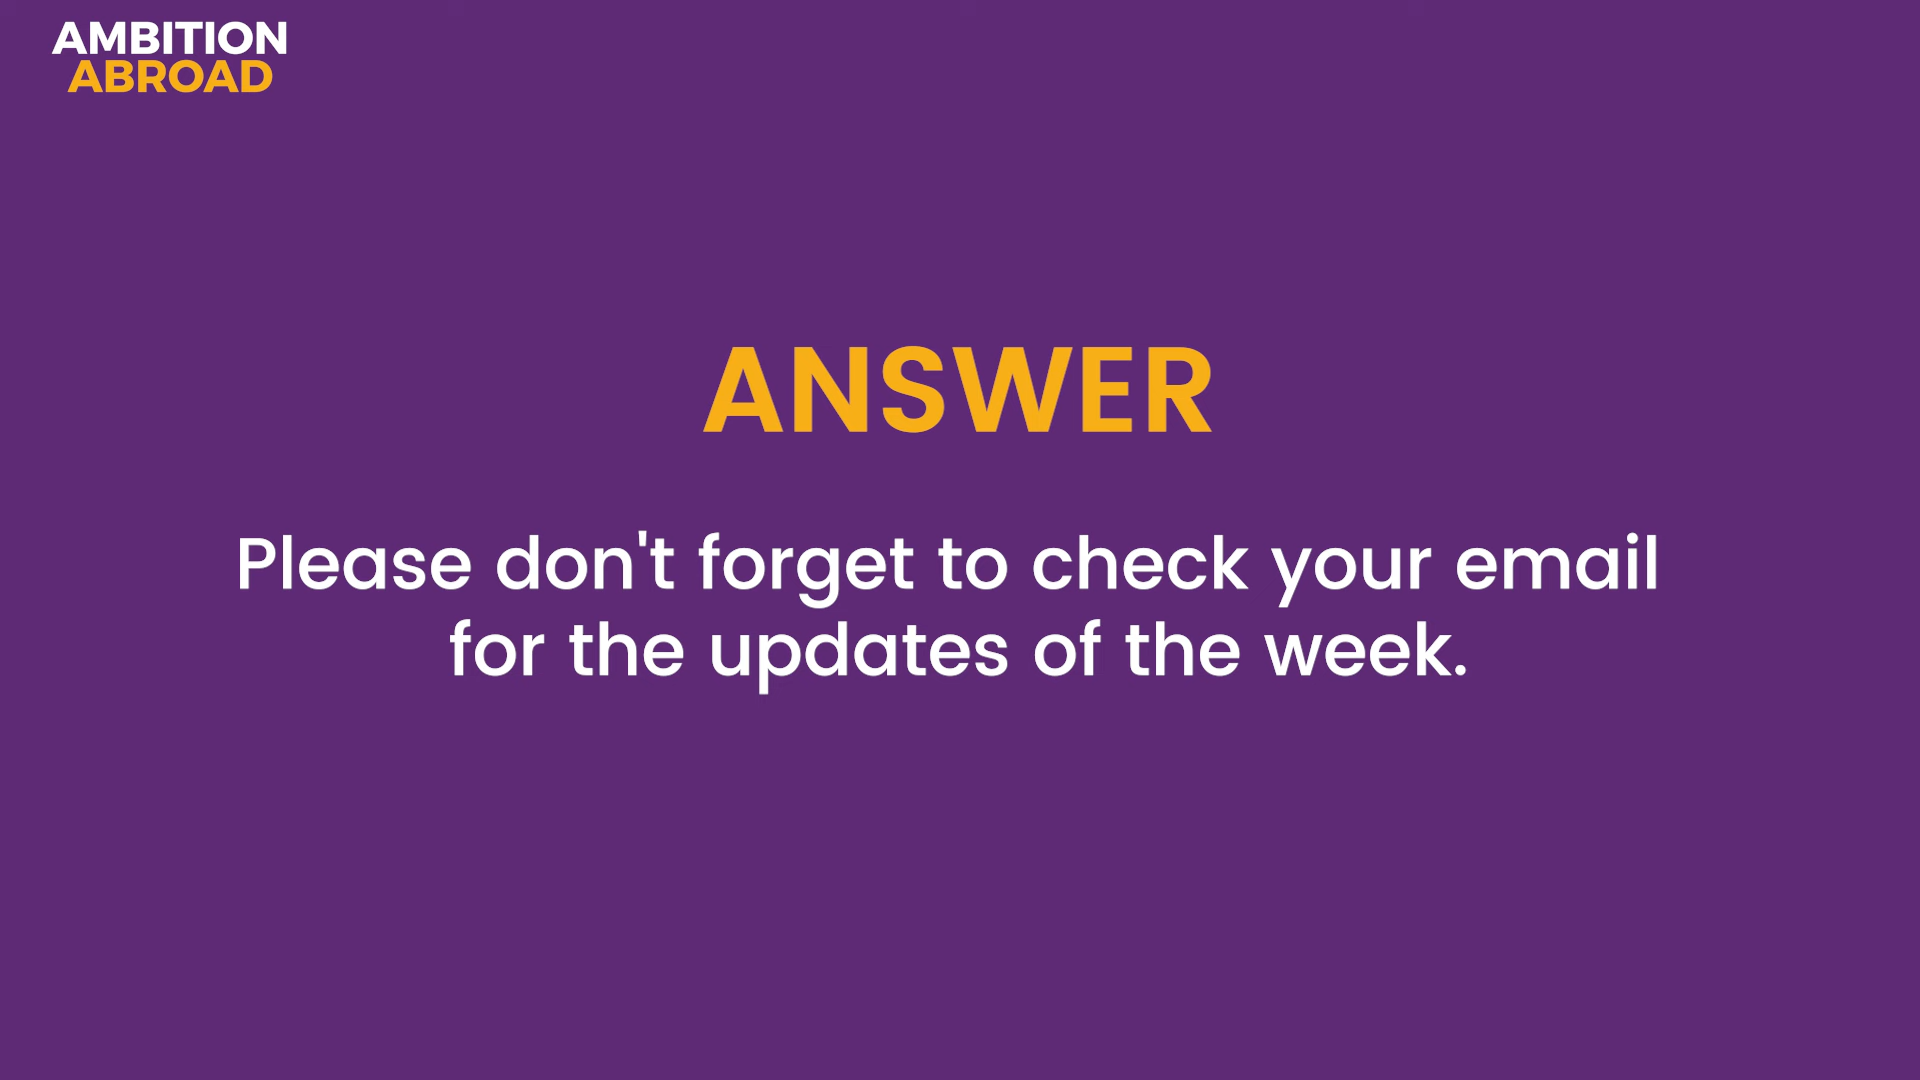 AMBITION
ABROAD
ANSWER
Please don't forget to check your email
for the updates of the week.